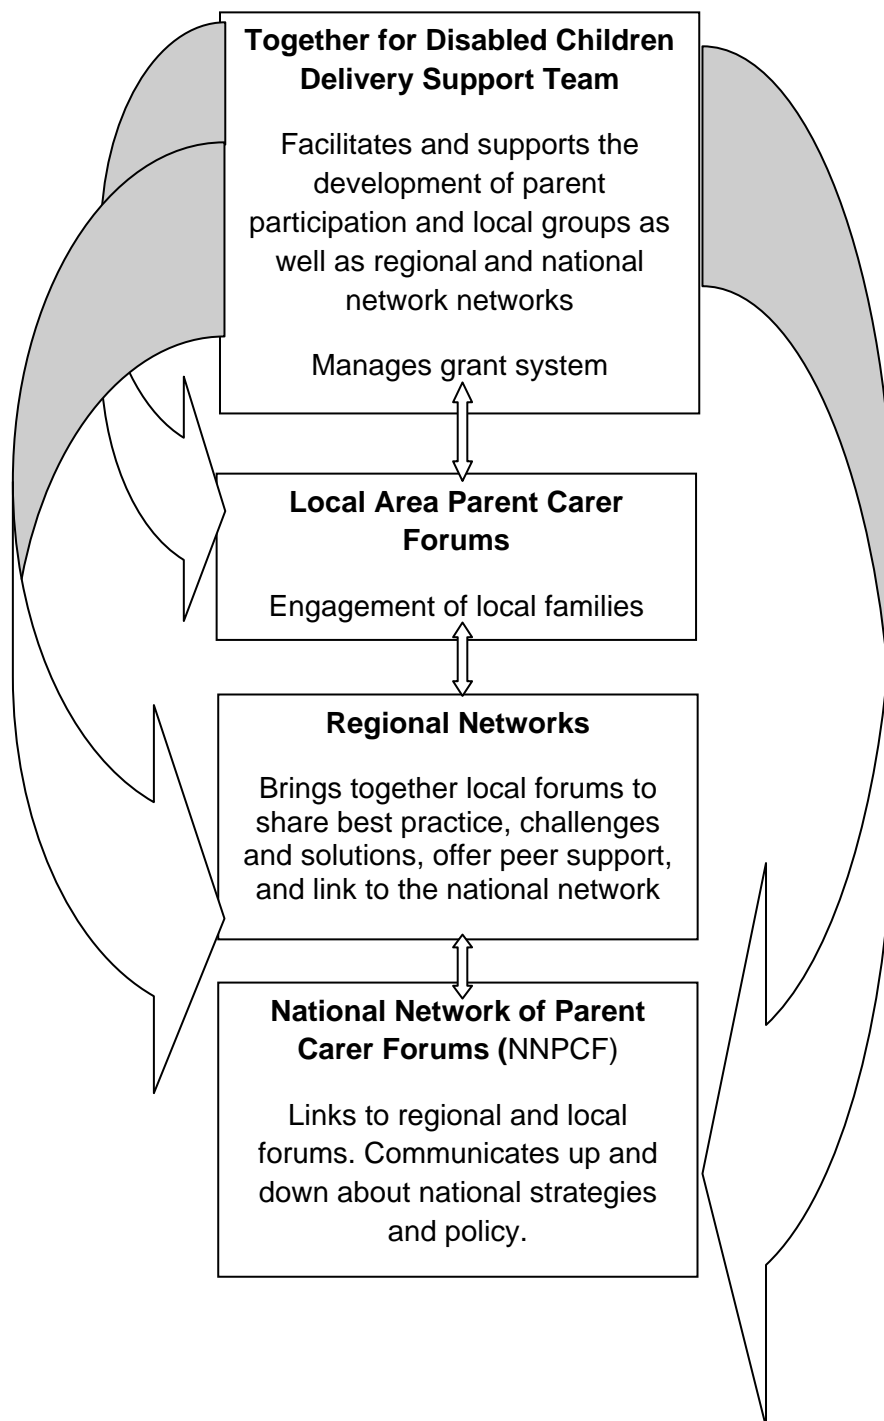 Together for Disabled Children
Delivery Support Team
Facilitates and supports the
development of parent
participation and local groups as
well as regional and national
network networks
Manages grant system
Local Area Parent Carer
Forums
Engagement of local families
Regional Networks
Brings together local forums to
share best practice, challenges
and solutions, offer peer support,
and link to the national network
National Network of Parent
Carer Forums (NNPCF)
Links to regional and local
forums. Communicates up and
down about national strategies
and policy.